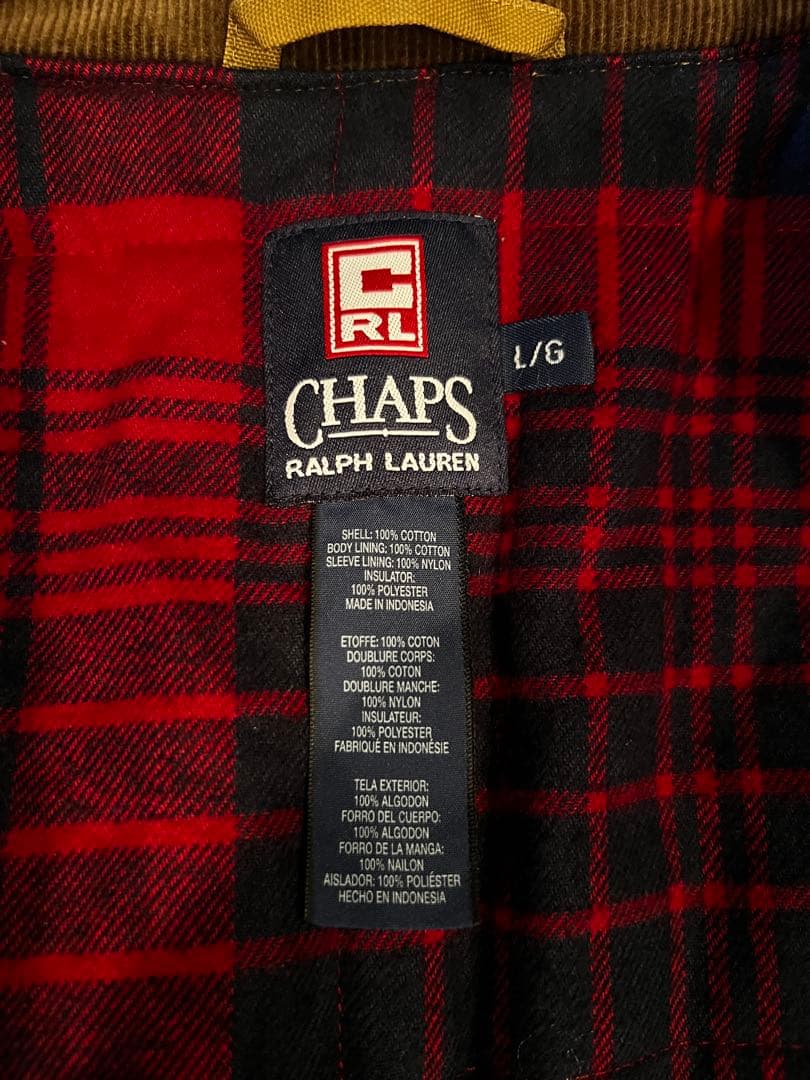 C
RL
CHAPS
RALPH LAUREN
L/G
SHELL: 100% COTTON
BODY LINING: 100% COTTON
SLEEVE LINING: 100% NYLON
INSULATOR:
100% POLYESTER
MADE IN INDONESIA
ETOFFE: 100% COTON
DOUBLURE CORPS:
100% COTON
DOUBLURE MANCHE:
100% NYLON
INSULATEUR:
100% POLYESTER
FABRIQUÉ EN INDONÉSIE
TELA EXTERIOR:
100% ALGODON
FORRO DEL CUERPO:
100% ALGODON
FORRO DE LA MANGA:
100% NAILON
AISLADOR: 100% POLIÉSTER
HECHO EN INDONESIA